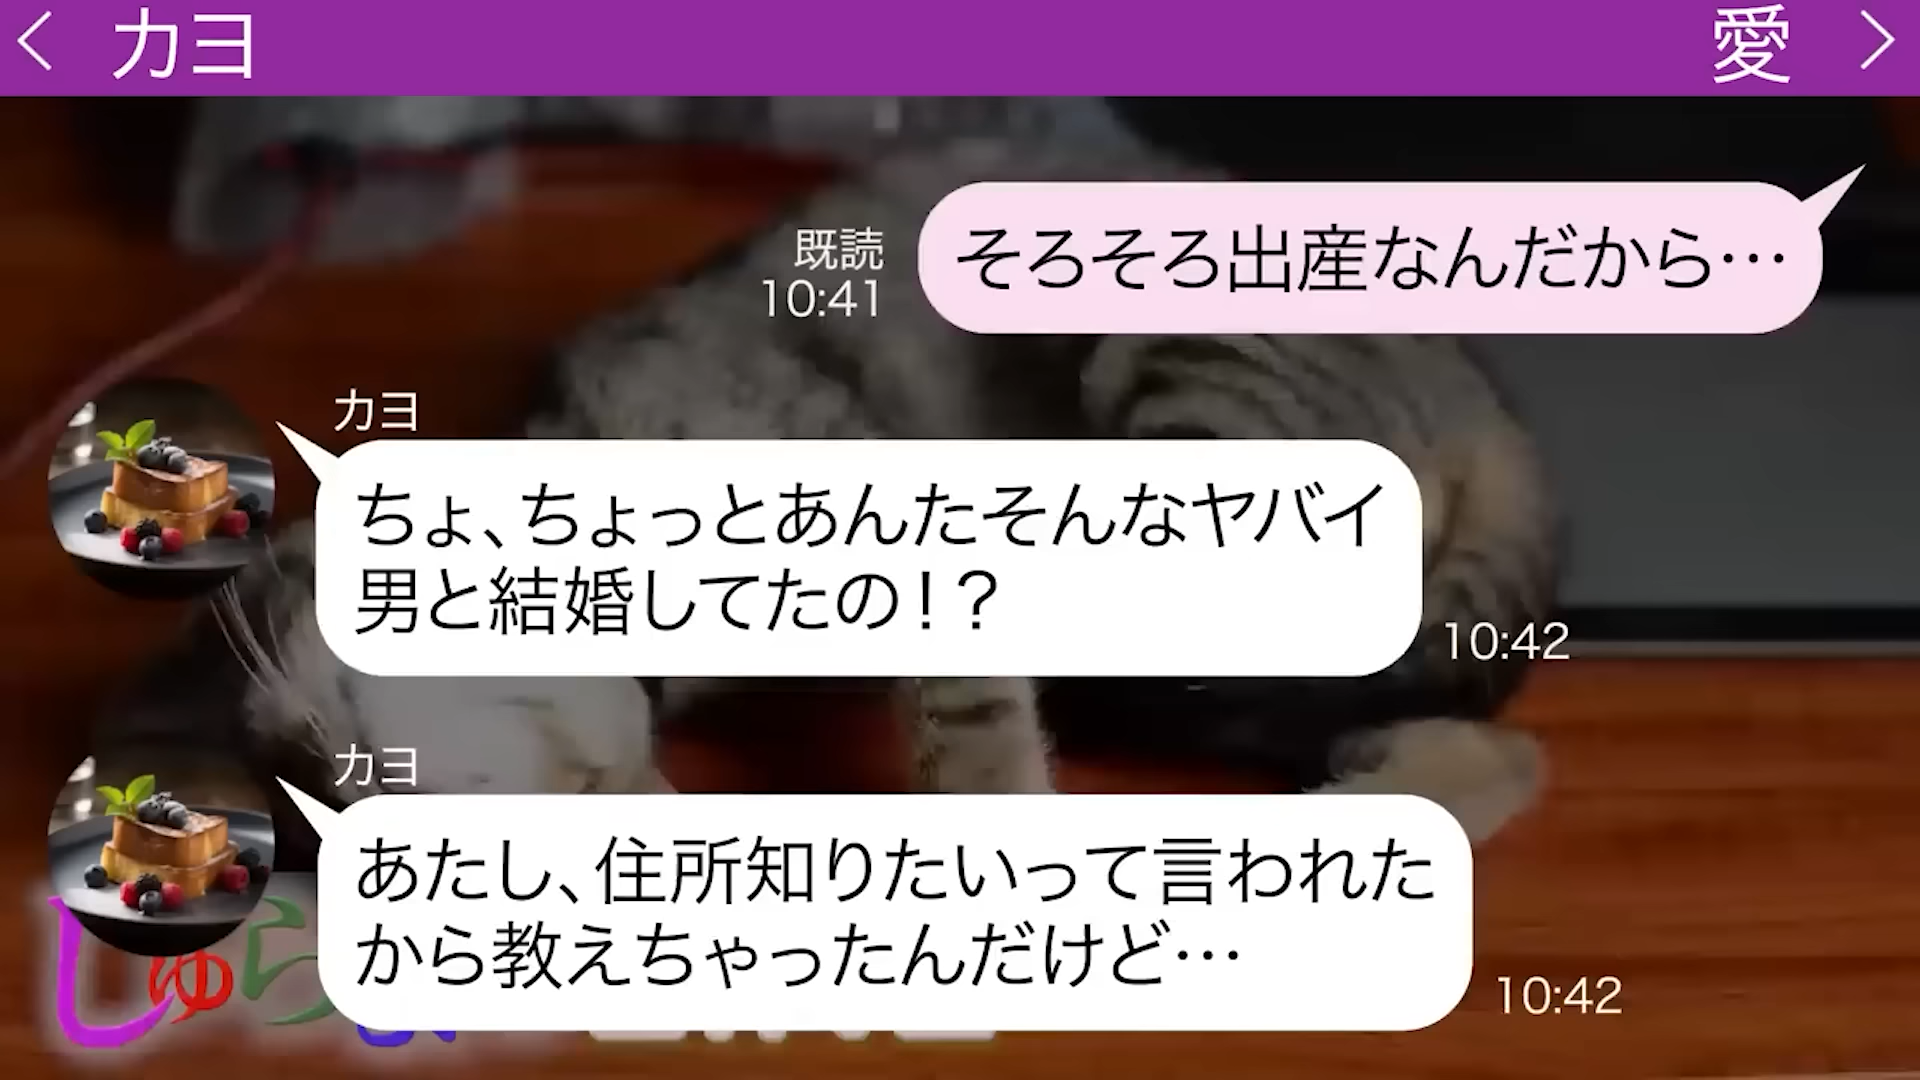 カヨ
愛
そろそろ出産なんだから…
既読
10:41
カヨ
ちょ、ちょっとあんたそんなヤバイ
男と結婚してたの！？
10:42
カヨ
あたし、住所知りたいって言われた
から教えちゃったんだけど…
10:42
しゅら